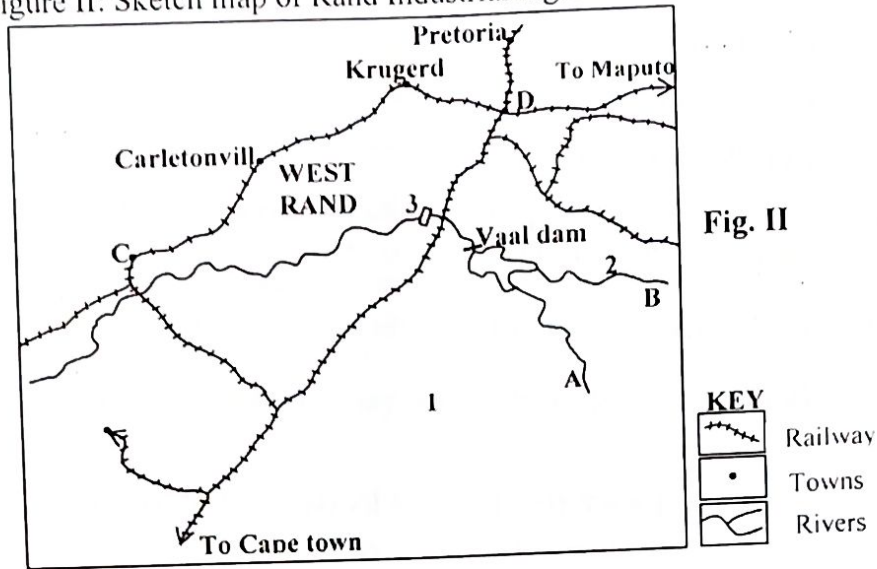 Figure II: Sketch map of Rand Industrial
Pretoria
Krugerd
To Maputo
D
Carletonvill
WEST
RAND
3
Fig. II
C
Vaal dam
2
B
A
1
KEY
Railway
Towns
Rivers
To Cape town